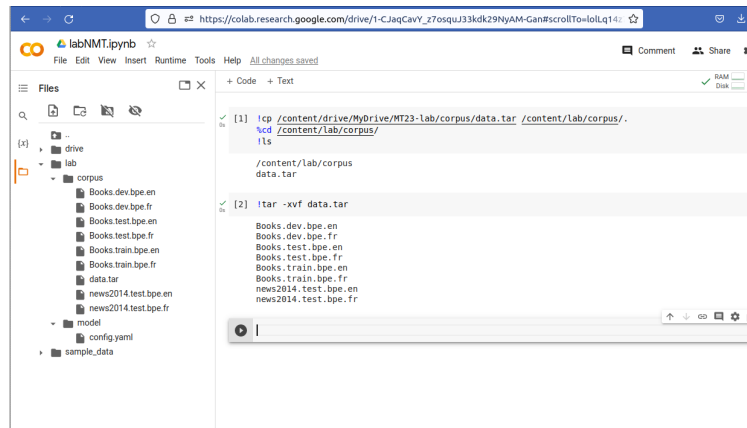 https://colab.research.google.com/drive/1-CJaqCavY_z7osquJ33kdk29NyAM-Gan#scrollTo=lolLq14z
labNMT.ipynb
File Edit View Insert Runtime Tools Help All changes saved
Comment Share
Files
+ Code + Text
RAM
Disk
{x}
..
drive
lab
corpus
Books.dev.bpe.en
Books.dev.bpe.fr
Books.test.bpe.en
Books.test.bpe.fr
Books.train.bpe.en
Books.train.bpe.fr
data.tar
news2014.test.bpe.en
news2014.test.bpe.fr
model
config.yaml
sample_data
0s
[1] !cp /content/drive/MyDrive/MT23-lab/corpus/data.tar /content/lab/corpus/.
%cd /content/lab/corpus/
!ls
/content/lab/corpus
data.tar
0s
[2] !tar -xvf data.tar
Books.dev.bpe.en
Books.dev.bpe.fr
Books.test.bpe.en
Books.test.bpe.fr
Books.train.bpe.en
Books.train.bpe.fr
news2014.test.bpe.en
news2014.test.bpe.fr